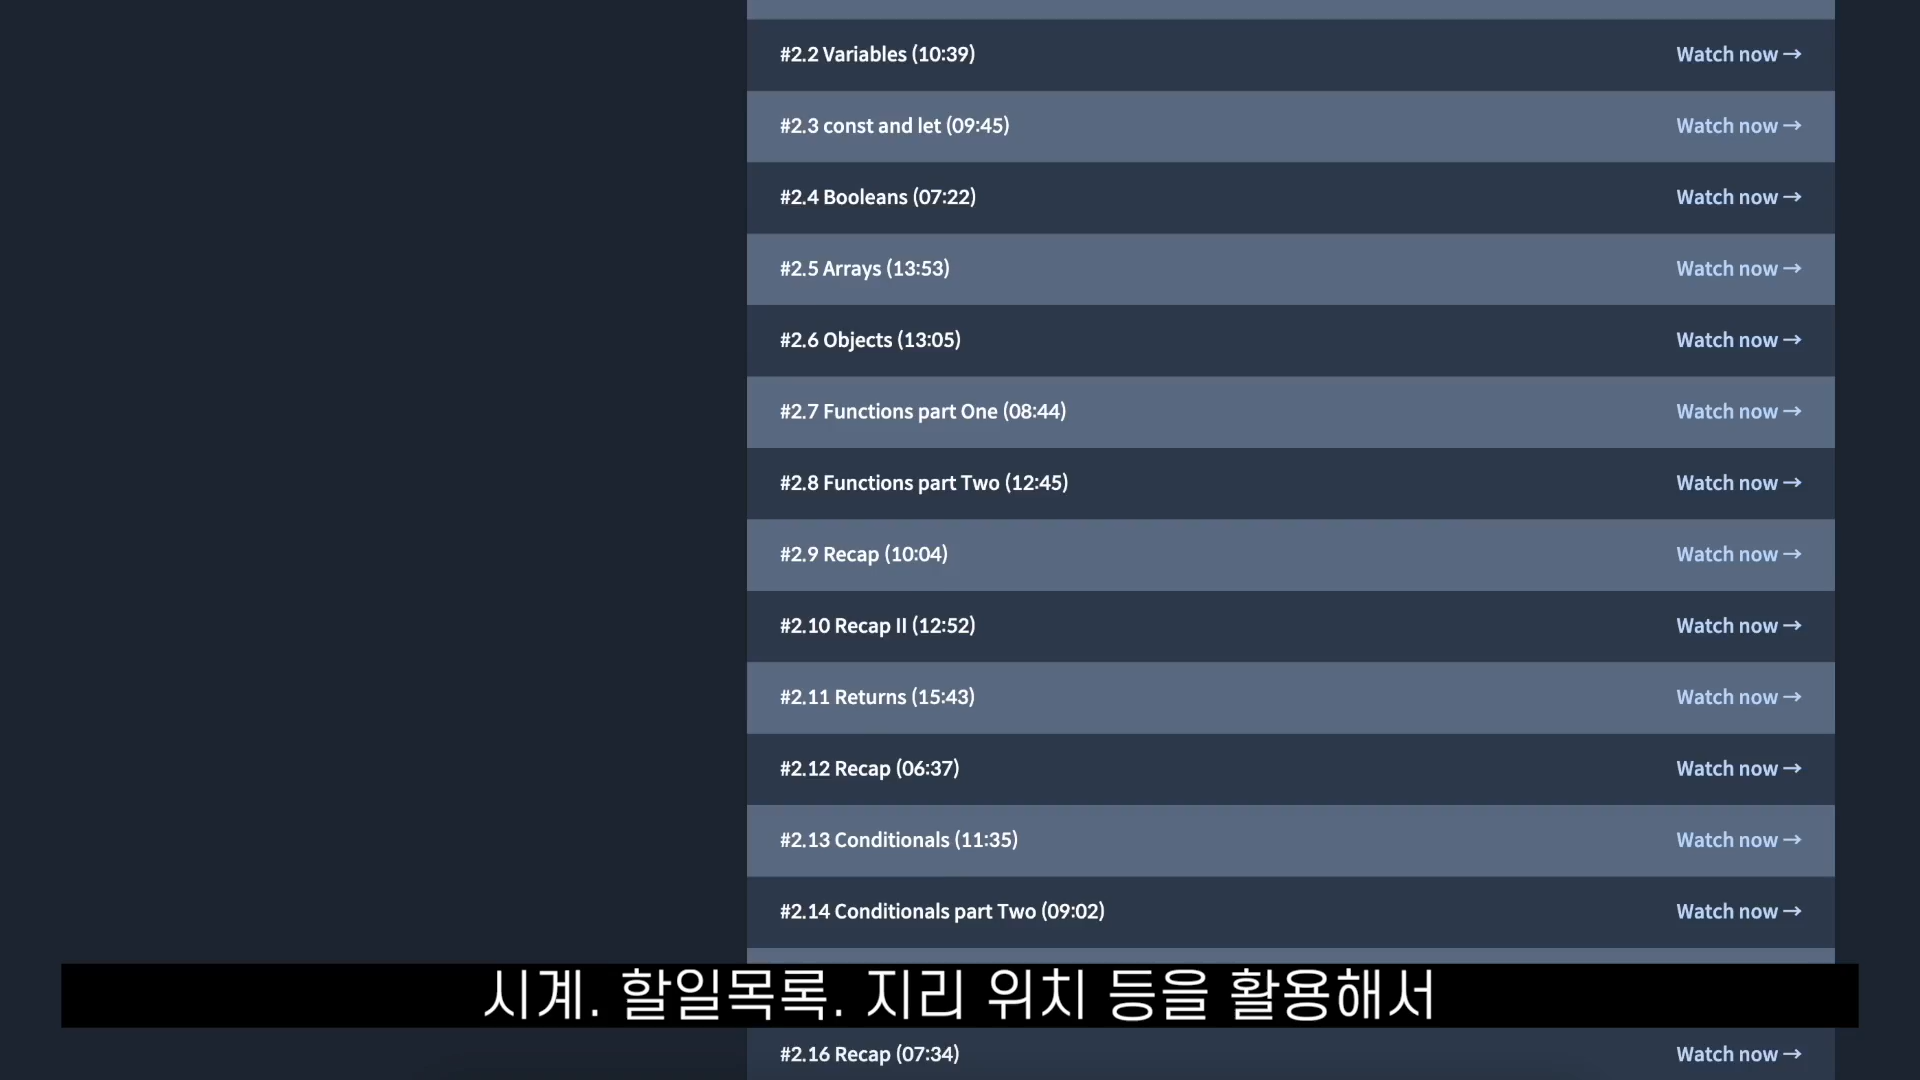 #2.2 Variables (10:39) Watch now →
#2.3 const and let (09:45) Watch now →
#2.4 Booleans (07:22) Watch now →
#2.5 Arrays (13:53) Watch now →
#2.6 Objects (13:05) Watch now →
#2.7 Functions part One (08:44) Watch now →
#2.8 Functions part Two (12:45) Watch now →
#2.9 Recap (10:04) Watch now →
#2.10 Recap II (12:52) Watch now →
#2.11 Returns (15:43) Watch now →
#2.12 Recap (06:37) Watch now →
#2.13 Conditionals (11:35) Watch now →
#2.14 Conditionals part Two (09:02) Watch now →
시계. 할일목록. 지리 위치 등을 활용해서
#2.16 Recap (07:34) Watch now →